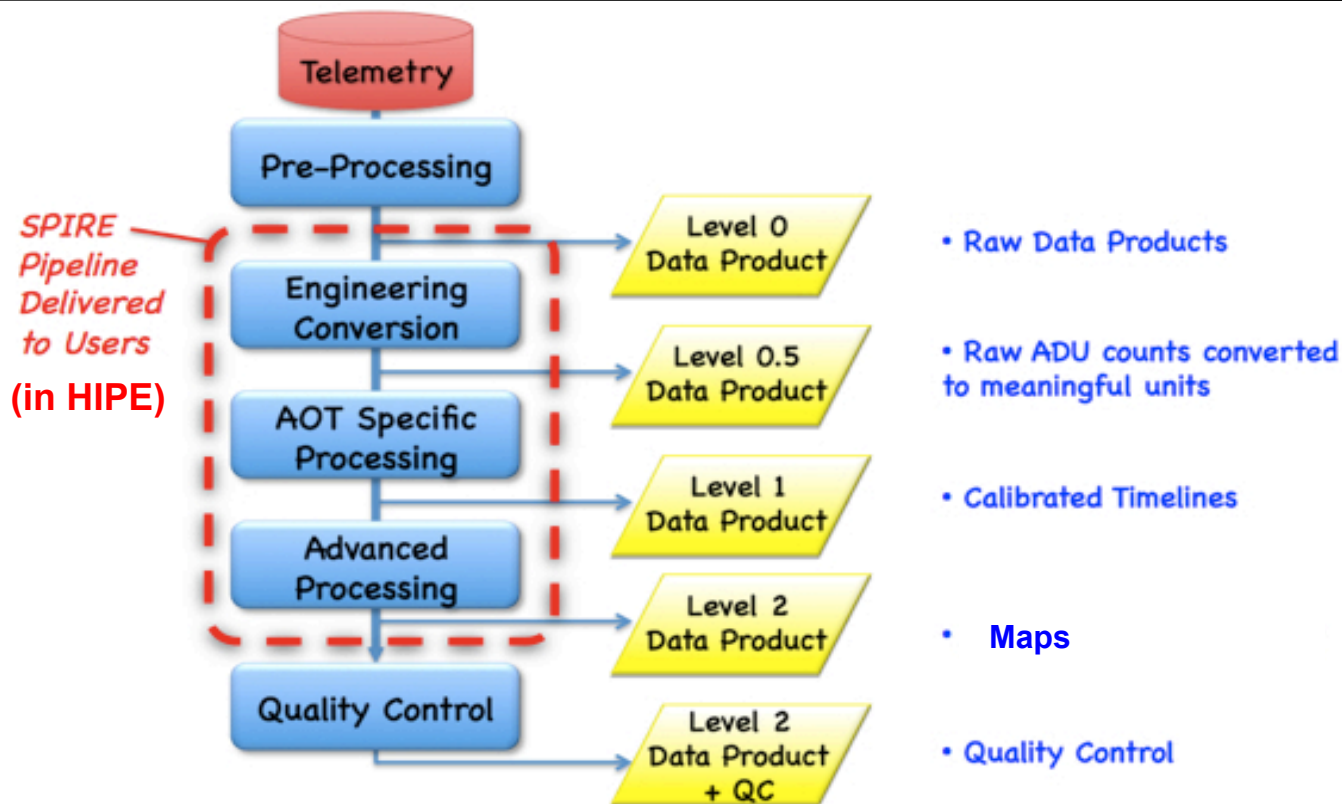 Telemetry
Pre-Processing
SPIRE
Pipeline
Delivered
to Users
(in HIPE)
Level 0
Data Product
• Raw Data Products
Engineering
Conversion
Level 0.5
Data Product
• Raw ADU counts converted
to meaningful units
AOT Specific
Processing
Level 1
Data Product
• Calibrated Timelines
Advanced
Processing
Level 2
Data Product
• Maps
Quality Control
Level 2
Data Product
+ QC
• Quality Control